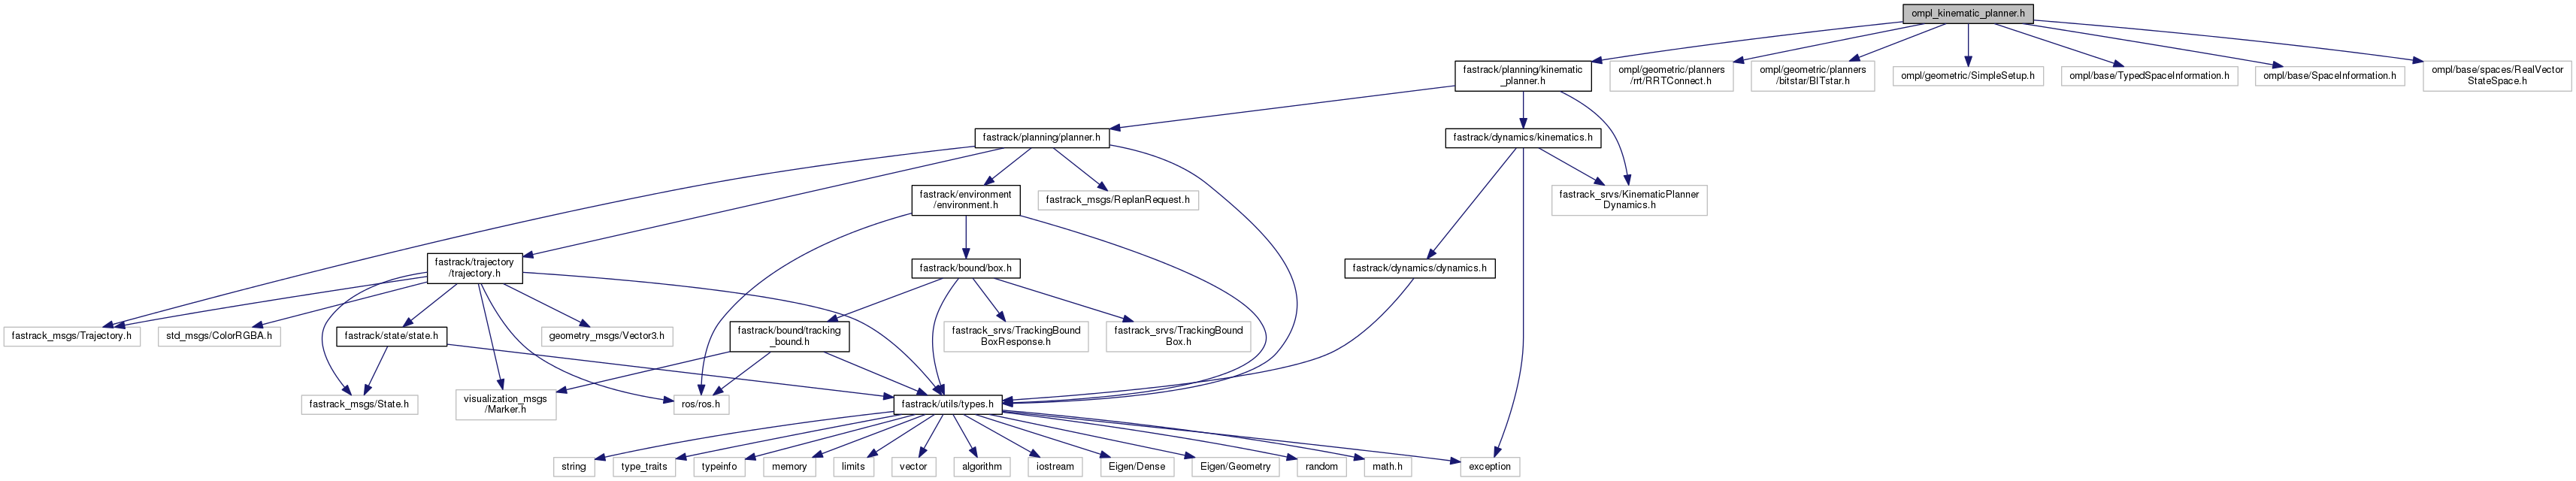 ompl_kinematic_planner.h
fastrack/planning/kinematic
_planner.h
ompl/geometric/planners
/rrt/RRTConnect.h
ompl/geometric/planners
/bitstar/BITstar.h
ompl/geometric/SimpleSetup.h
ompl/base/TypedSpaceInformation.h
ompl/base/SpaceInformation.h
ompl/base/spaces/RealVector
StateSpace.h
fastrack/planning/planner.h
fastrack/dynamics/kinematics.h
fastrack/environment
/environment.h
fastrack_msgs/ReplanRequest.h
fastrack_srvs/KinematicPlanner
Dynamics.h
fastrack/trajectory
/trajectory.h
fastrack/bound/box.h
fastrack/dynamics/dynamics.h
fastrack_msgs/Trajectory.h
std_msgs/ColorRGBA.h
fastrack/state/state.h
geometry_msgs/Vector3.h
fastrack/bound/tracking
_bound.h
fastrack_srvs/TrackingBound
BoxResponse.h
fastrack_srvs/TrackingBound
Box.h
fastrack_msgs/State.h
visualization_msgs
/Marker.h
ros/ros.h
fastrack/utils/types.h
string
type_traits
typeinfo
memory
limits
vector
algorithm
iostream
Eigen/Dense
Eigen/Geometry
random
math.h
exception